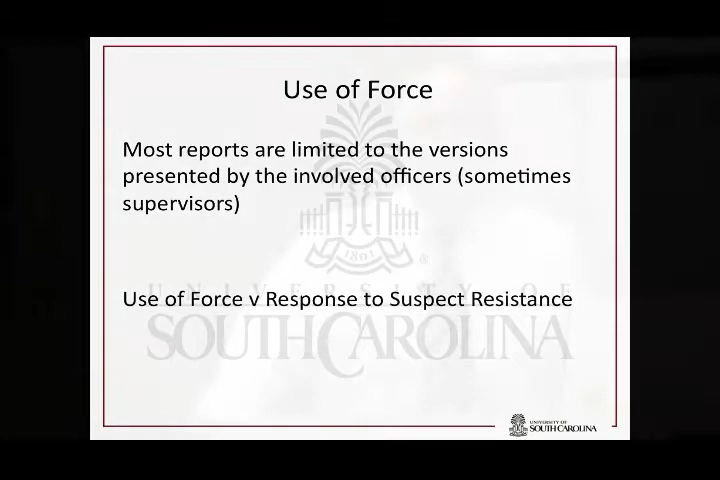 Use of Force
Most reports are limited to the versions
presented by the involved officers (sometimes
supervisors)
1801
®
UNIVERSITY OF
Use of Force v Response to Suspect Resistance
SOUTH CAROLINA
UNIVERSITY OF
SOUTH CAROLINA